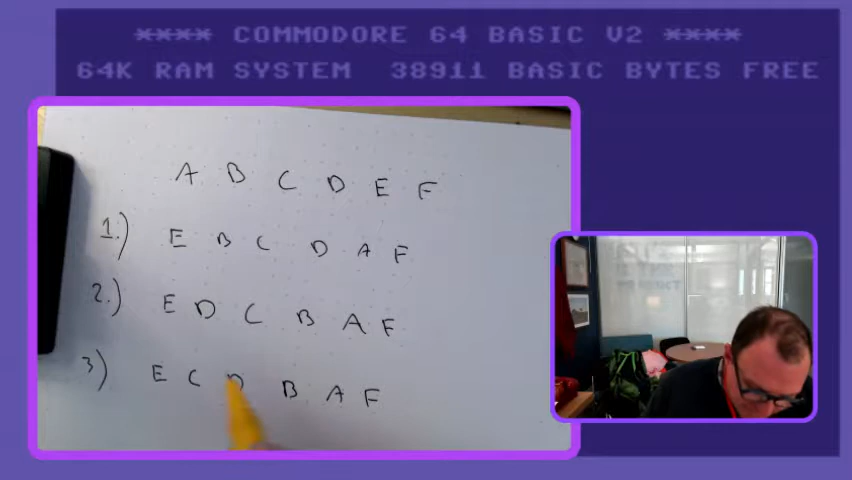 **** COMMODORE 64 BASIC V2 ****
64K RAM SYSTEM 38911 BASIC BYTES FREE
A B C D E F
1.) E B C D A F
2.) E D C B A F
3) E C D B A F